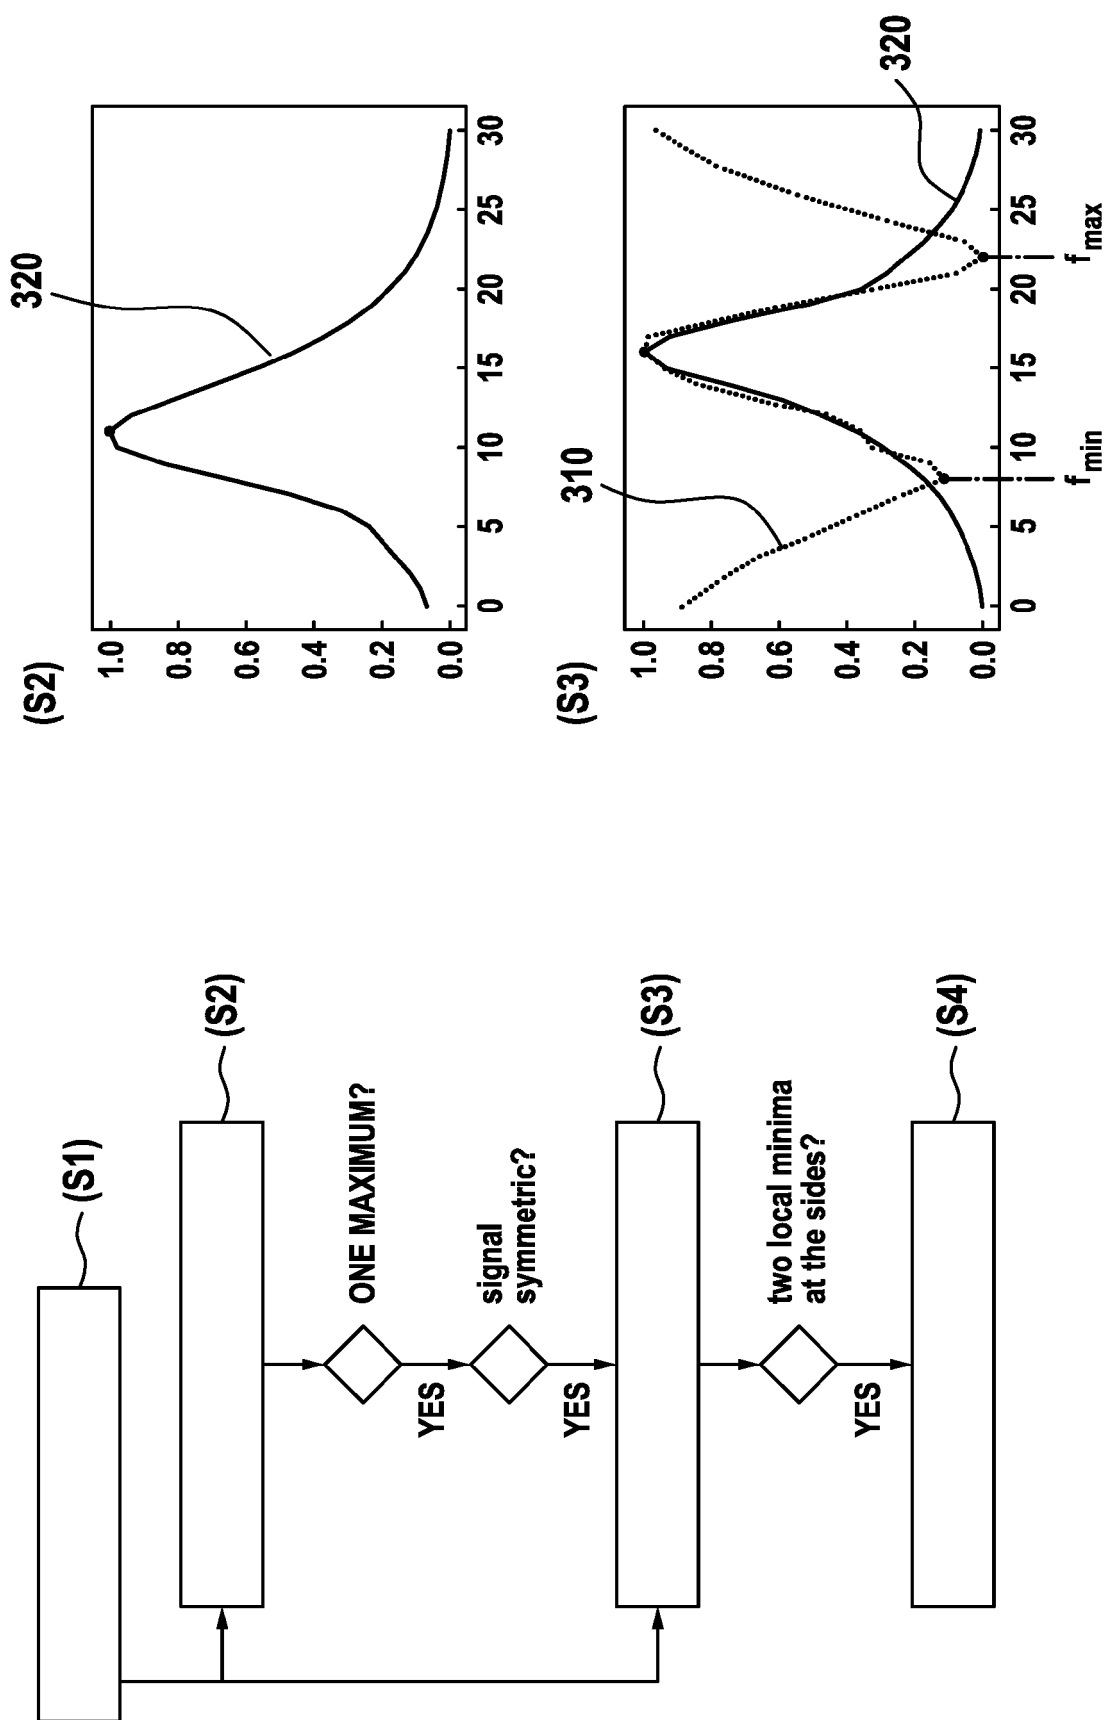 (S1)
(S2)
ONE MAXIMUM?
YES
signal
symmetric?
YES
(S3)
two local minima
at the sides?
YES
(S4)
(S2)
320
1.0
0.8
0.6
0.4
0.2
0.0
0 5 10 15 20 25 30
(S3)
310
320
1.0
0.8
0.6
0.4
0.2
0.0
0 5 10 15 20 25 30
fmin fmax